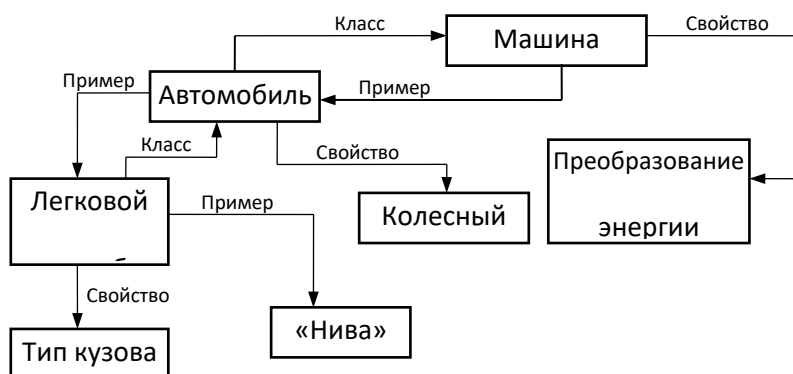 Класс
Машина
Свойство
Пример
Автомобиль
Пример
Класс
Свойство
Преобразование
энергии
Легковой
Пример
Колесный
Свойство
«Нива»
Тип кузова